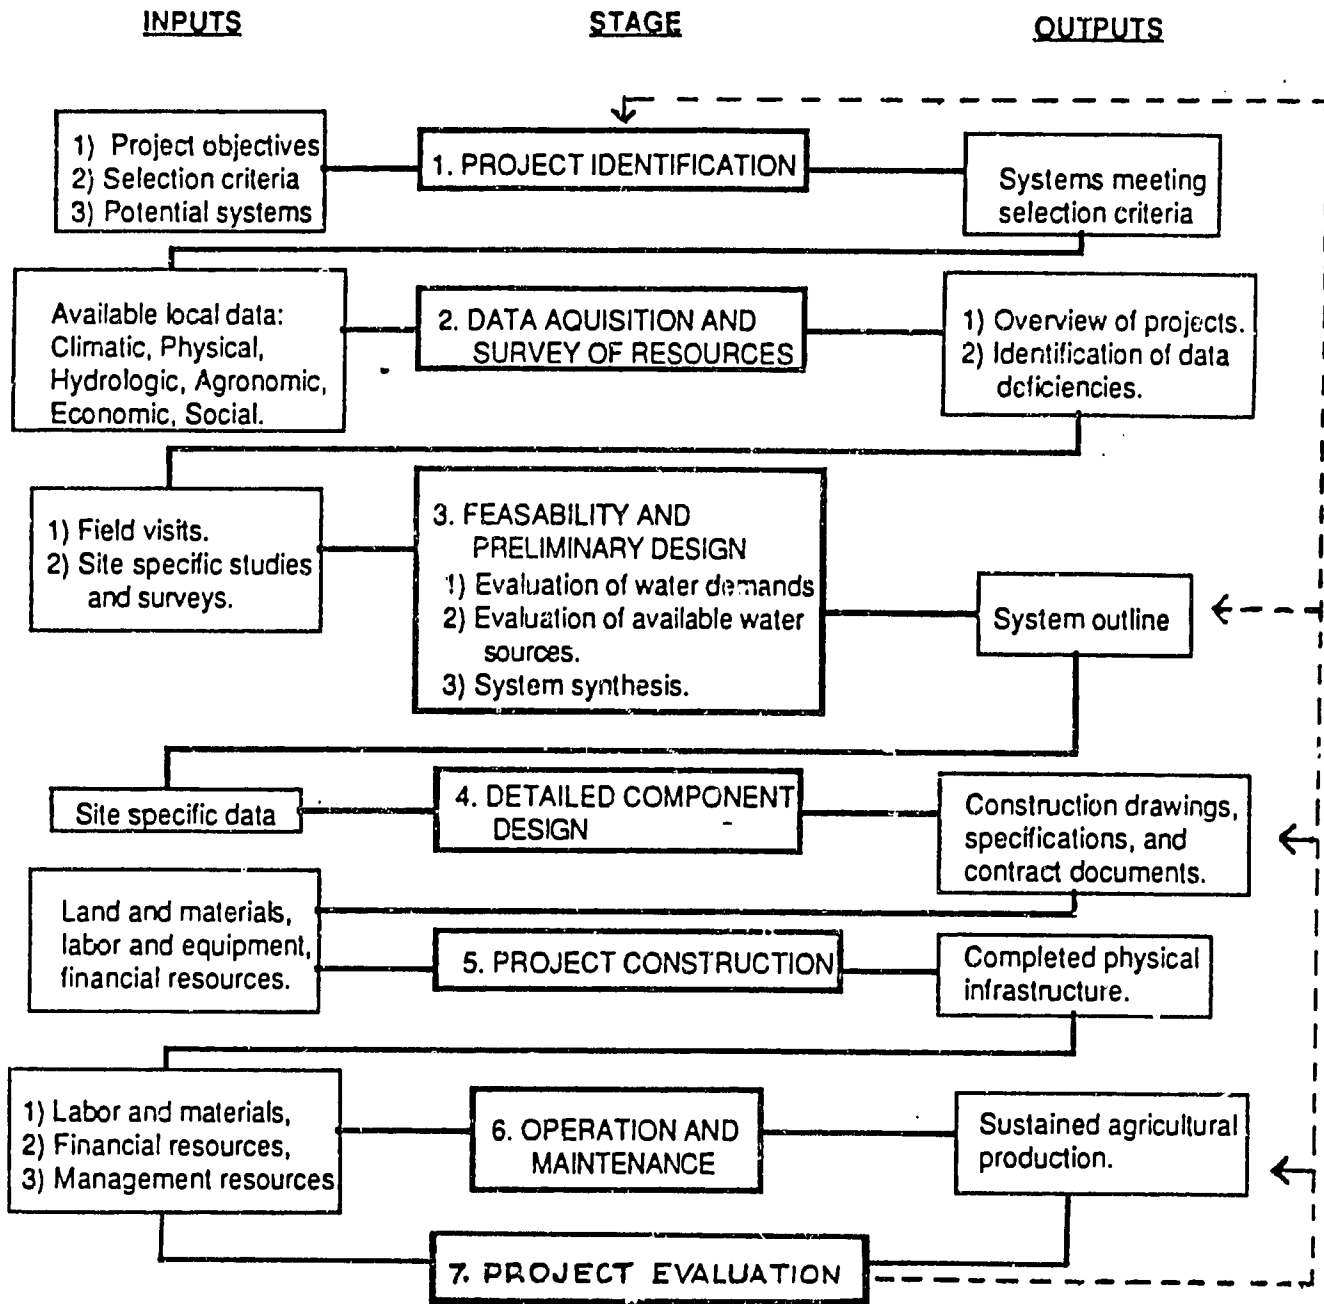 INPUTS
STAGE
OUTPUTS
1) Project objectives
2) Selection criteria
3) Potential systems
1. PROJECT IDENTIFICATION
Systems meeting
selection criteria
Available local data:
Climatic, Physical,
Hydrologic, Agronomic,
Economic, Social.
2. DATA AQUISITION AND
SURVEY OF RESOURCES
1) Overview of projects.
2) Identification of data
deficiencies.
1) Field visits.
2) Site specific studies
and surveys.
3. FEASABILITY AND
PRELIMINARY DESIGN
1) Evaluation of water demands
2) Evaluation of available water
sources.
3) System synthesis.
System outline
Site specific data
4. DETAILED COMPONENT
DESIGN
Construction drawings,
specifications, and
contract documents.
Land and materials,
labor and equipment,
financial resources.
5. PROJECT CONSTRUCTION
Completed physical
infrastructure.
1) Labor and materials,
2) Financial resources,
3) Management resources
6. OPERATION AND
MAINTENANCE
Sustained agricultural
production.
7. PROJECT EVALUATION